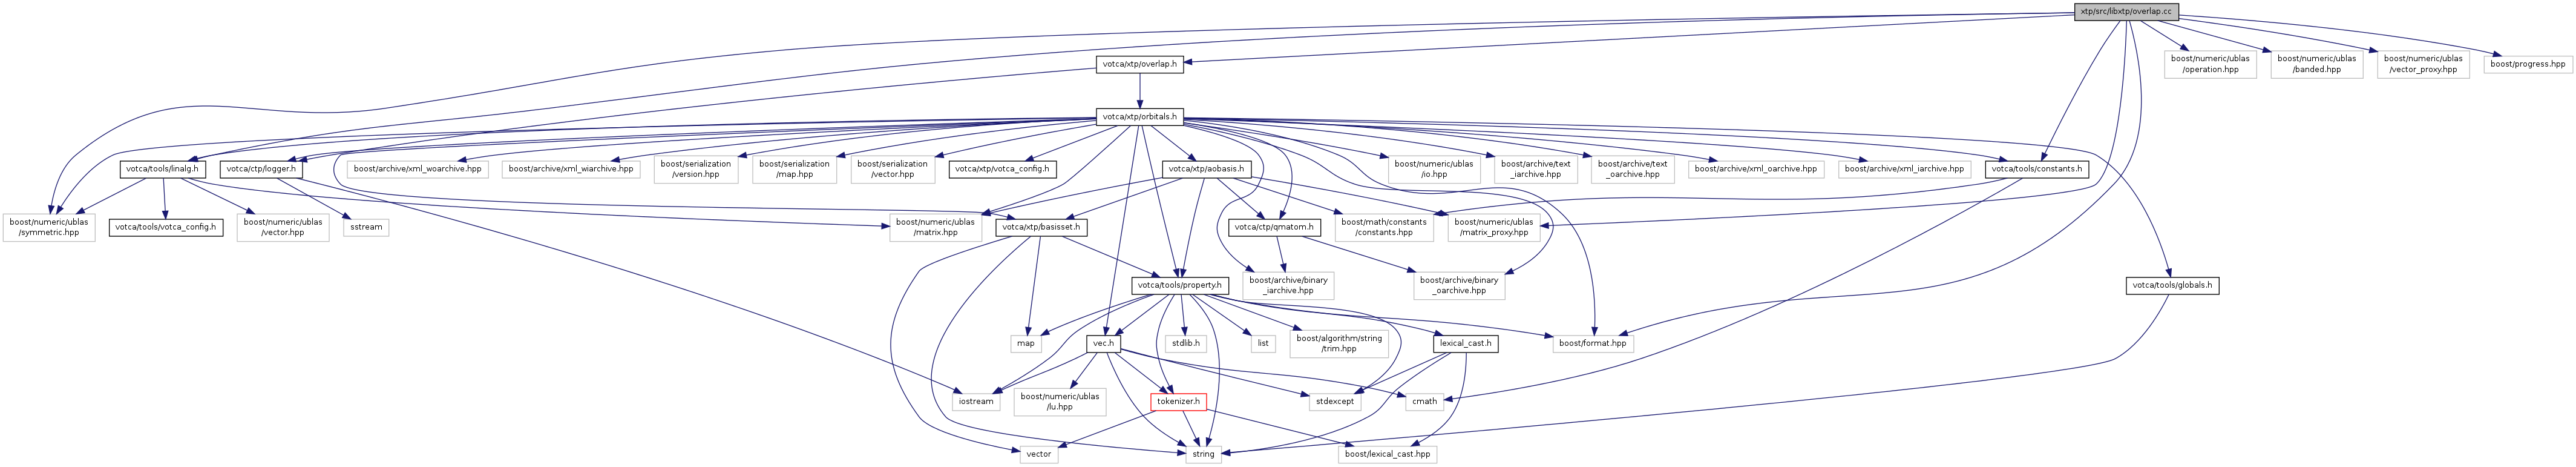 xtp/src/libxtp/overlap.cc
votca/xtp/overlap.h
boost/numeric/ublas
/operation.hpp
boost/numeric/ublas
/banded.hpp
boost/numeric/ublas
/vector_proxy.hpp
boost/progress.hpp
votca/xtp/orbitals.h
votca/tools/linalg.h
votca/ctp/logger.h
boost/archive/xml_woarchive.hpp
boost/archive/xml_wiarchive.hpp
boost/serialization
/version.hpp
boost/serialization
/map.hpp
boost/serialization
/vector.hpp
votca/xtp/votca_config.h
votca/xtp/aobasis.h
boost/numeric/ublas
/io.hpp
boost/archive/text
_iarchive.hpp
boost/archive/text
_oarchive.hpp
boost/archive/xml_oarchive.hpp
boost/archive/xml_iarchive.hpp
votca/tools/constants.h
boost/numeric/ublas
/symmetric.hpp
votca/tools/votca_config.h
boost/numeric/ublas
/vector.hpp
sstream
boost/numeric/ublas
/matrix.hpp
votca/xtp/basisset.h
votca/ctp/qmatom.h
boost/math/constants
/constants.hpp
boost/numeric/ublas
/matrix_proxy.hpp
votca/tools/property.h
boost/archive/binary
_iarchive.hpp
boost/archive/binary
_oarchive.hpp
votca/tools/globals.h
map
vec.h
stdlib.h
list
boost/algorithm/string
/trim.hpp
lexical_cast.h
boost/format.hpp
iostream
boost/numeric/ublas
/lu.hpp
tokenizer.h
stdexcept
cmath
vector
string
boost/lexical_cast.hpp